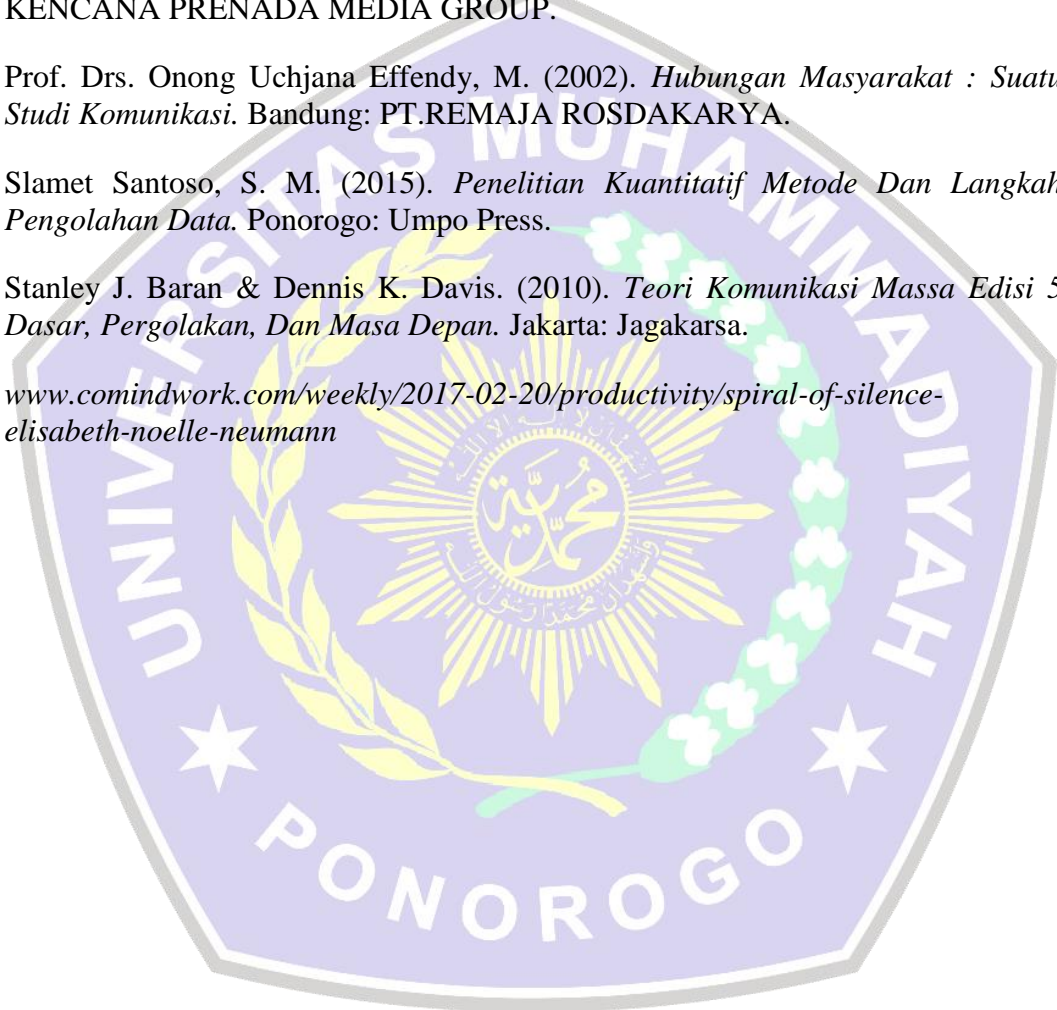 KENCANA PRENADA MEDIA GROUP.
Prof. Drs. Onong Uchjana Effendy, M. (2002). Hubungan Masyarakat : Suatu
Studi Komunikasi. Bandung: PT.REMAJA ROSDAKARYA.
Slamet Santoso, S. M. (2015). Penelitian Kuantitatif Metode Dan Langkah
Pengolahan Data. Ponorogo: Umpo Press.
Stanley J. Baran & Dennis K. Davis. (2010). Teori Komunikasi Massa Edisi 5
Dasar, Pergolakan, Dan Masa Depan. Jakarta: Jagakarsa.
www.comindwork.com/weekly/2017-02-20/productivity/spiral-of-silence-
elisabeth-noelle-neumann
UNIVERSITAS MUHAMMADIYAH
PONOROGO
محمدية